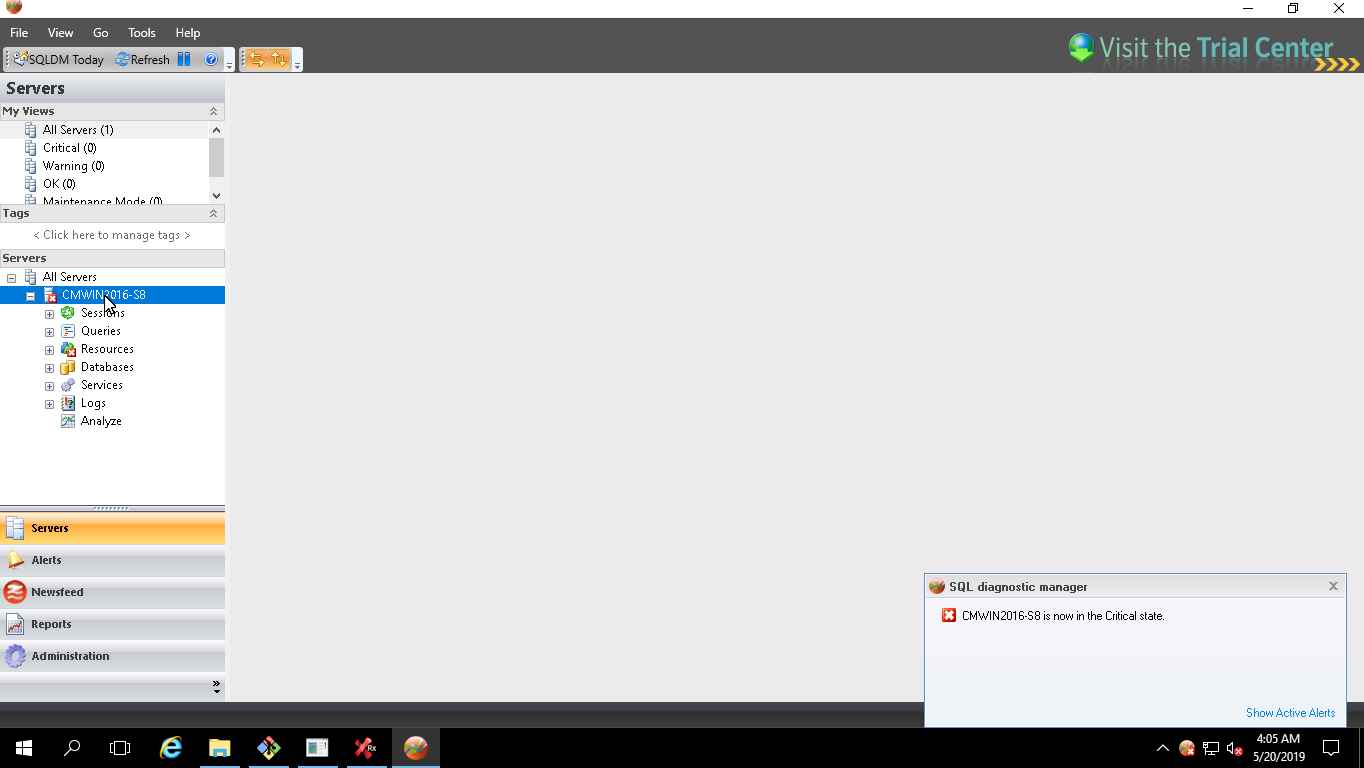 File View Go Tools Help
Visit the Trial Center
SQLDM Today Refresh
Servers
My Views
All Servers (1)
Critical (0)
Warning (0)
OK (0)
Maintenance Mode (0)
Tags
< Click here to manage tags >
Servers
All Servers
CMWIN2016-S8
Sessions
Queries
Resources
Databases
Services
Logs
Analyze
Servers
Alerts
Newsfeed
Reports
Administration
SQL diagnostic manager
CMWIN2016-S8 is now in the Critical state.
Show Active Alerts
Rx
4:05 AM
5/20/2019